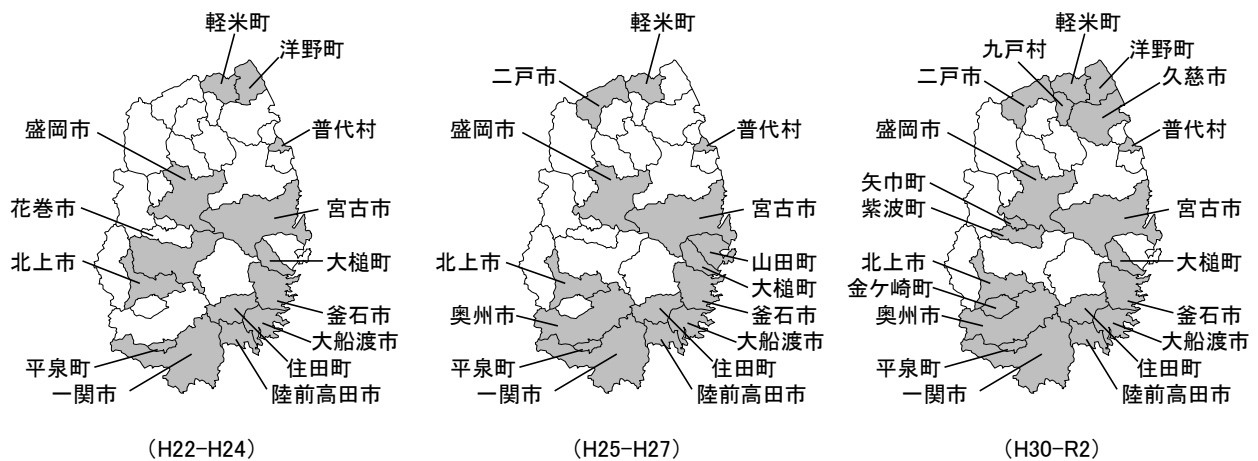 軽米町
洋野町
盛岡市
普代村
花巻市
宮古市
北上市
大槌町
釜石市
大船渡市
平泉町
住田町
一関市
陸前高田市
(H22-H24)
軽米町
二戸市
盛岡市
普代村
宮古市
北上市
山田町
大槌町
奥州市
釜石市
大船渡市
平泉町
住田町
一関市
陸前高田市
(H25-H27)
軽米町
九戸村
洋野町
二戸市
久慈市
盛岡市
普代村
矢巾町
紫波町
宮古市
北上市
大槌町
金ケ崎町
奥州市
釜石市
大船渡市
平泉町
住田町
一関市
陸前高田市
(H30-R2)